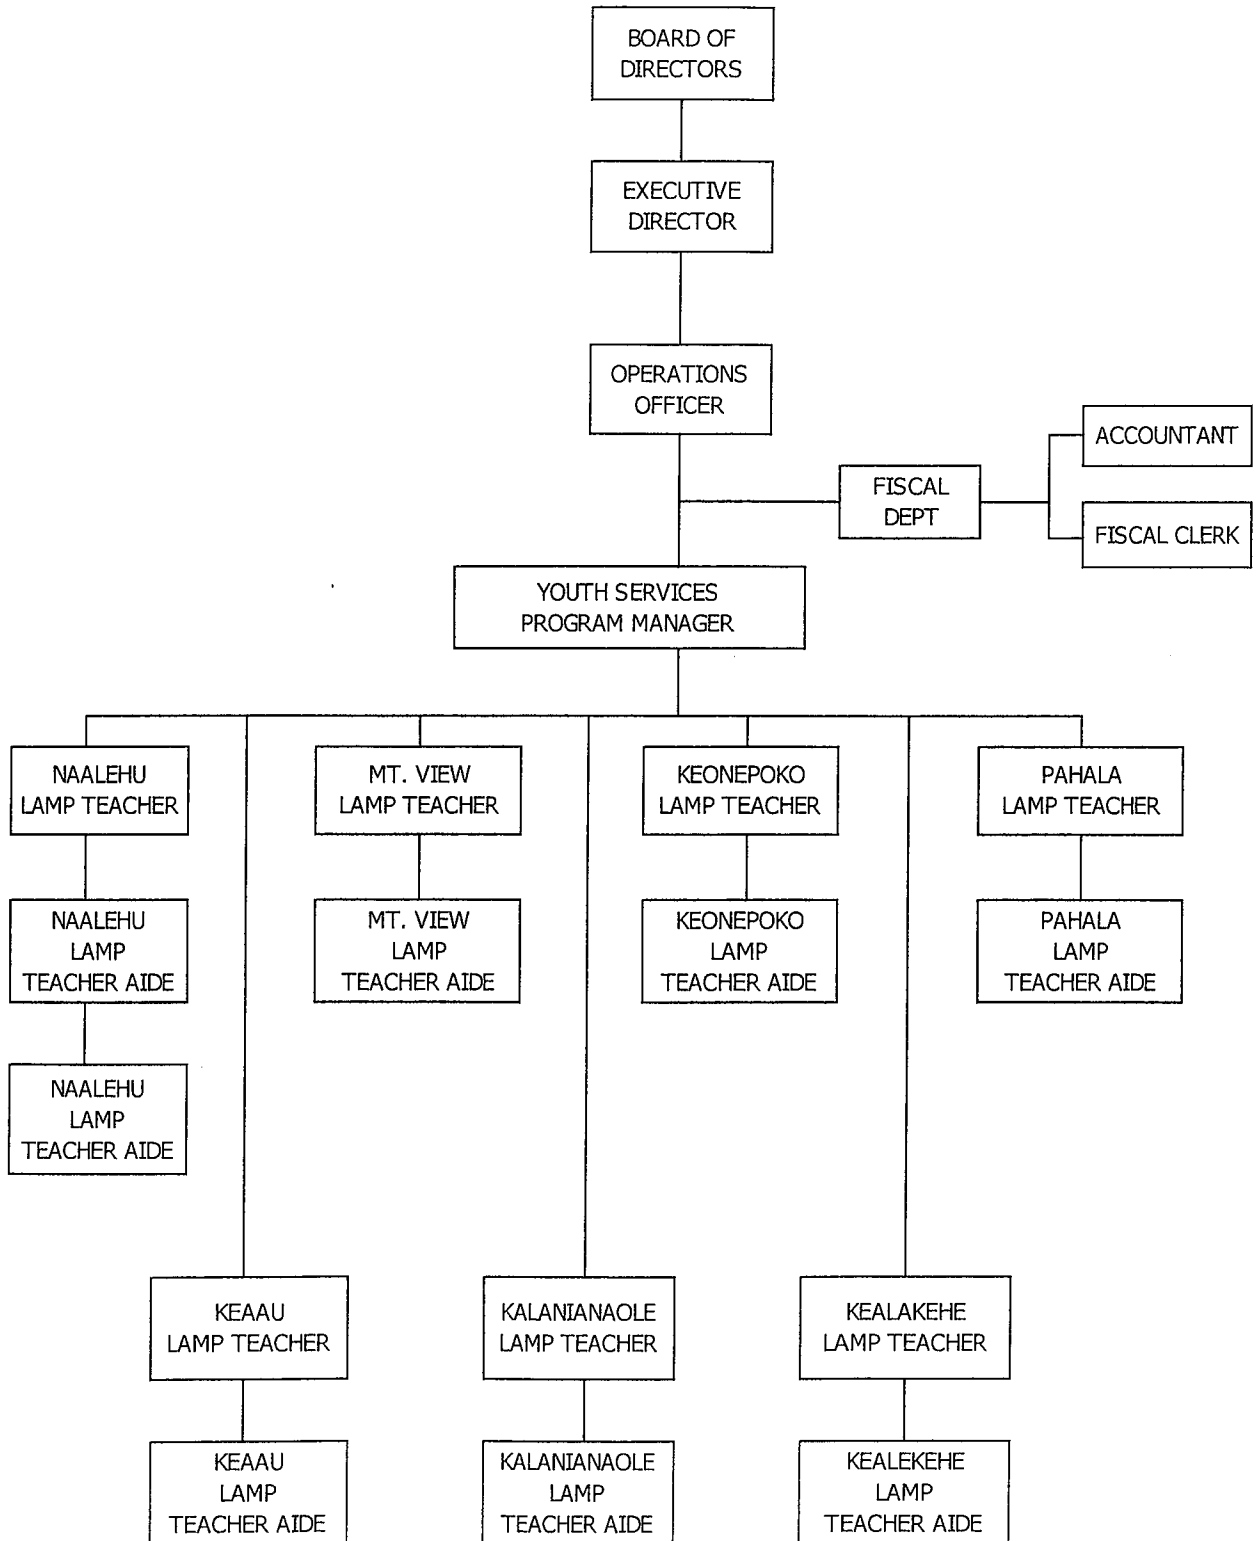 BOARD OF
DIRECTORS
EXECUTIVE
DIRECTOR
OPERATIONS
OFFICER
ACCOUNTANT
FISCAL
DEPT
FISCAL CLERK
YOUTH SERVICES
PROGRAM MANAGER
NAALEHU
LAMP TEACHER
MT. VIEW
LAMP TEACHER
KEONEPOKO
LAMP TEACHER
PAHALA
LAMP TEACHER
NAALEHU
LAMP
TEACHER AIDE
MT. VIEW
LAMP
TEACHER AIDE
KEONEPOKO
LAMP
TEACHER AIDE
PAHALA
LAMP
TEACHER AIDE
NAALEHU
LAMP
TEACHER AIDE
KEAAU
LAMP TEACHER
KALANIANAOLE
LAMP TEACHER
KEALAKEHE
LAMP TEACHER
KEAAU
LAMP
TEACHER AIDE
KALANIANAOLE
LAMP
TEACHER AIDE
KEALEKEHE
LAMP
TEACHER AIDE